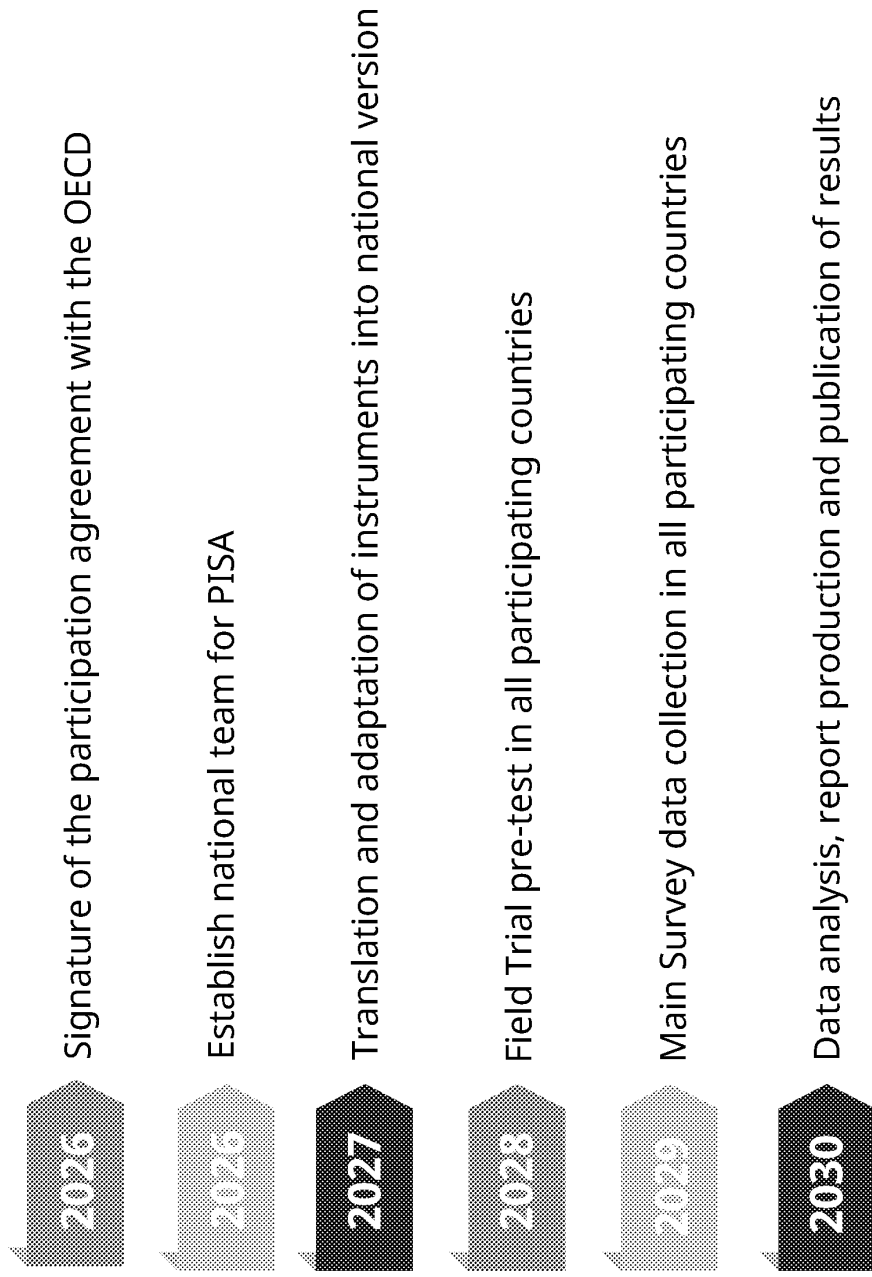 2026
Signature of the participation agreement with the OECD
2026
Establish national team for PISA
2027
Translation and adaptation of instruments into national version
2028
Field Trial pre-test in all participating countries
2029
Main Survey data collection in all participating countries
2030
Data analysis, report production and publication of results